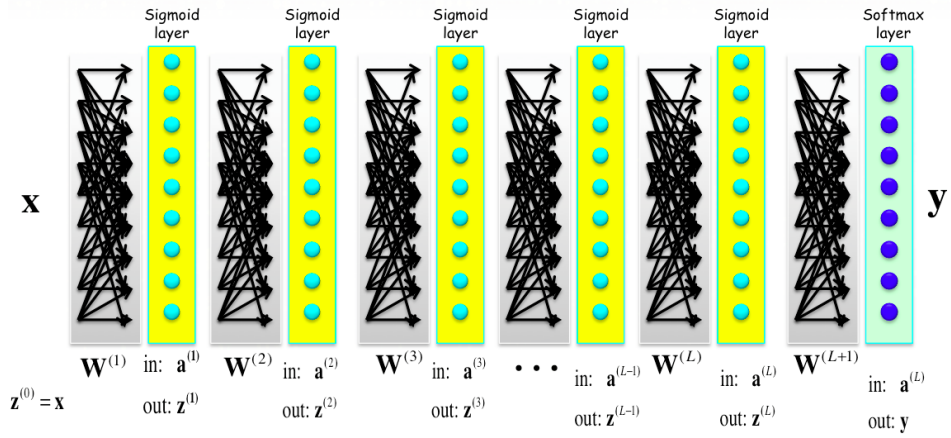 Sigmoid layer
Sigmoid layer
Sigmoid layer
Sigmoid layer
Sigmoid layer
Softmax layer
x
y
W^(1)
in: a^(1)
W^(2)
in: a^(2)
W^(3)
in: a^(3)
• • •
in: a^(L-1)
W^(L)
in: a^(L)
W^(L+1)
in: a^(L)
z^(0) = x
out: z^(1)
out: z^(2)
out: z^(3)
out: z^(L-1)
out: z^(L)
out: y